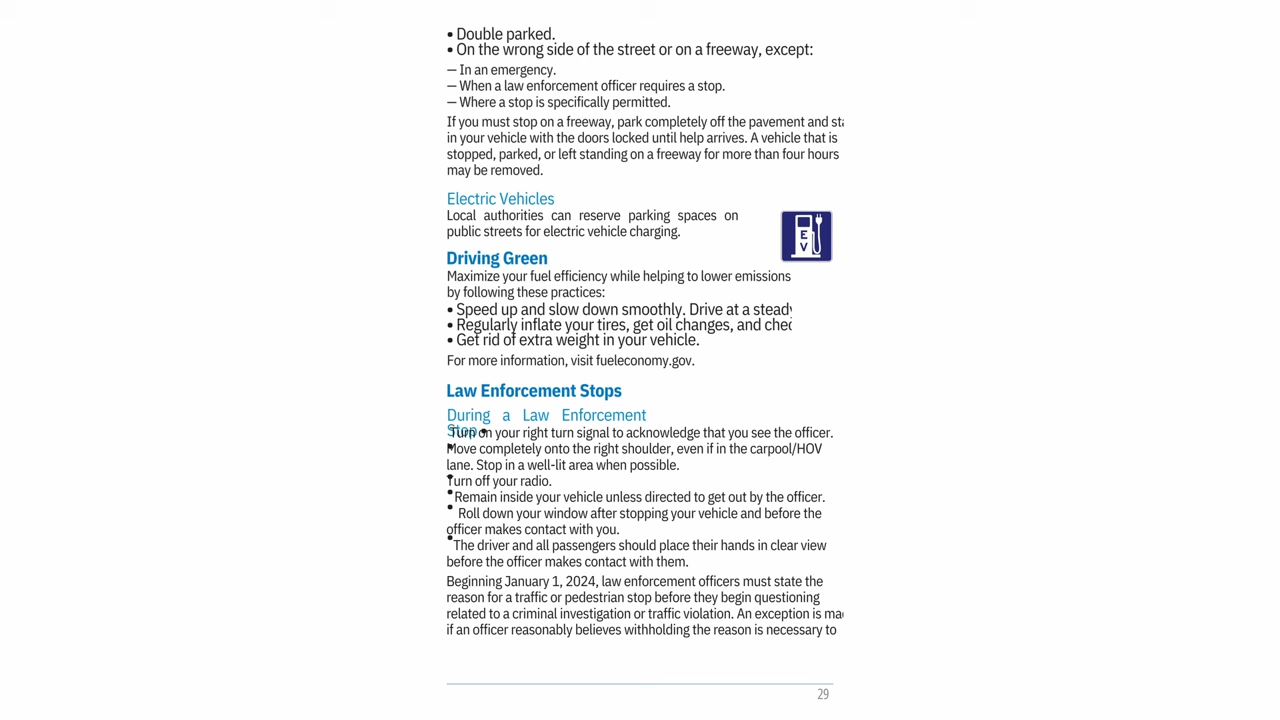 • Double parked.
• On the wrong side of the street or on a freeway, except:
— In an emergency.
— When a law enforcement officer requires a stop.
— Where a stop is specifically permitted.
If you must stop on a freeway, park completely off the pavement and
in your vehicle with the doors locked until help arrives. A vehicle that is
stopped, parked, or left standing on a freeway for more than four hours
may be removed.
Electric Vehicles
Local authorities can reserve parking spaces on
public streets for electric vehicle charging.
EV
Driving Green
Maximize your fuel efficiency while helping to lower emissions
by following these practices:
• Speed up and slow down smoothly. Drive at a steady
• Regularly inflate your tires, get oil changes, and
• Get rid of extra weight in your vehicle.
For more information, visit fueleconomy.gov.
Law Enforcement Stops
During a Law Enforcement
Stop •
Turn on your right turn signal to acknowledge that you see the officer.
• Move completely onto the right shoulder, even if in the carpool/HOV
lane. Stop in a well-lit area when possible.
• Turn off your radio.
• Remain inside your vehicle unless directed to get out by the officer.
• Roll down your window after stopping your vehicle and before the
officer makes contact with you.
• The driver and all passengers should place their hands in clear view
before the officer makes contact with them.
Beginning January 1, 2024, law enforcement officers must state the
reason for a traffic or pedestrian stop before they begin questioning
related to a criminal investigation or traffic violation. An exception is
if an officer reasonably believes withholding the reason is necessary to
29